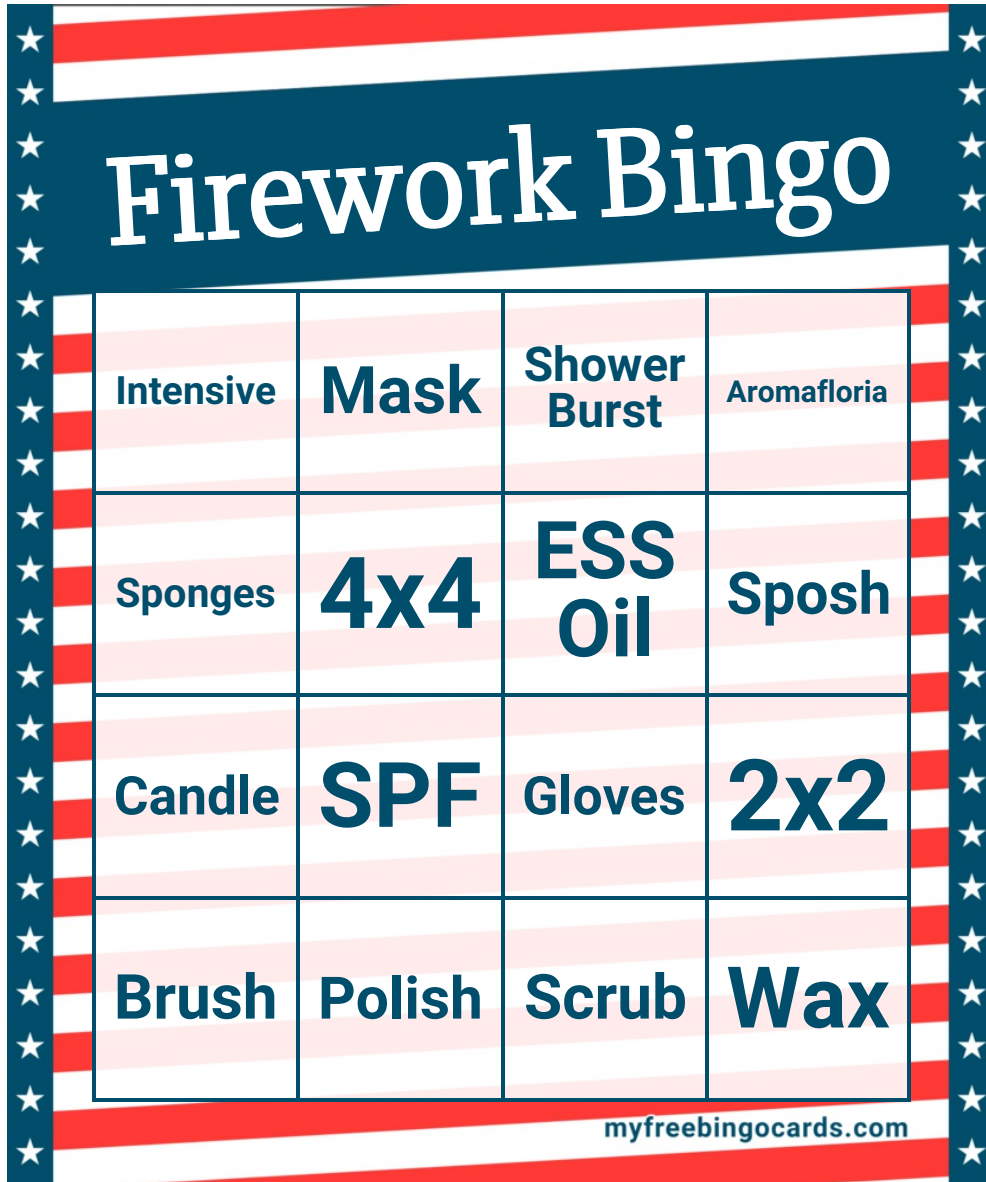 Firework Bingo
Intensive
Mask
Shower
Burst
Aromafloria
Sponges
4x4
ESS
Oil
Sposh
Candle
SPF
Gloves
2x2
Brush
Polish
Scrub
Wax
myfreebingocards.com